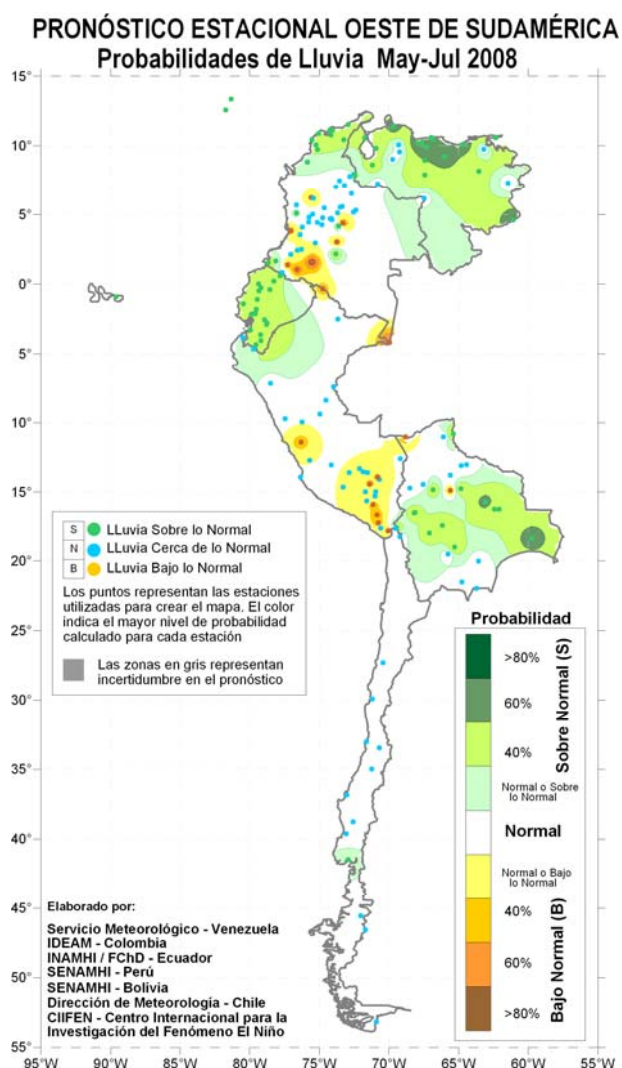 PRONÓSTICO ESTACIONAL OESTE DE SUDAMÉRICA
Probabilidades de Lluvia May-Jul 2008
15°
10°
5°
0°
5°
10°
15°
20°
25°
30°
35°
40°
45°
50°
55°
95°W 90°W 85°W 80°W 75°W 70°W 65°W 60°W 55°W
S LLuvia Sobre lo Normal
N LLuvia Cerca de lo Normal
B LLuvia Bajo lo Normal
Los puntos representan las estaciones
utilizadas para crear el mapa. El color
indica el mayor nivel de probabilidad
calculado para cada estación
Las zonas en gris representan
incertidumbre en el pronóstico
Probabilidad
>80%
60%
40%
Normal o Sobre
lo Normal
Normal
Normal o Bajo
lo Normal
40%
60%
>80%
Sobre Normal (S)
Bajo Normal (B)
Elaborado por:
Servicio Meteorológico - Venezuela
IDEAM - Colombia
INAMHI / FChD - Ecuador
SENAMHI - Perú
SENAMHI - Bolivia
Dirección de Meteorología - Chile
CIIFEN - Centro Internacional para la
Investigación del Fenómeno El Niño